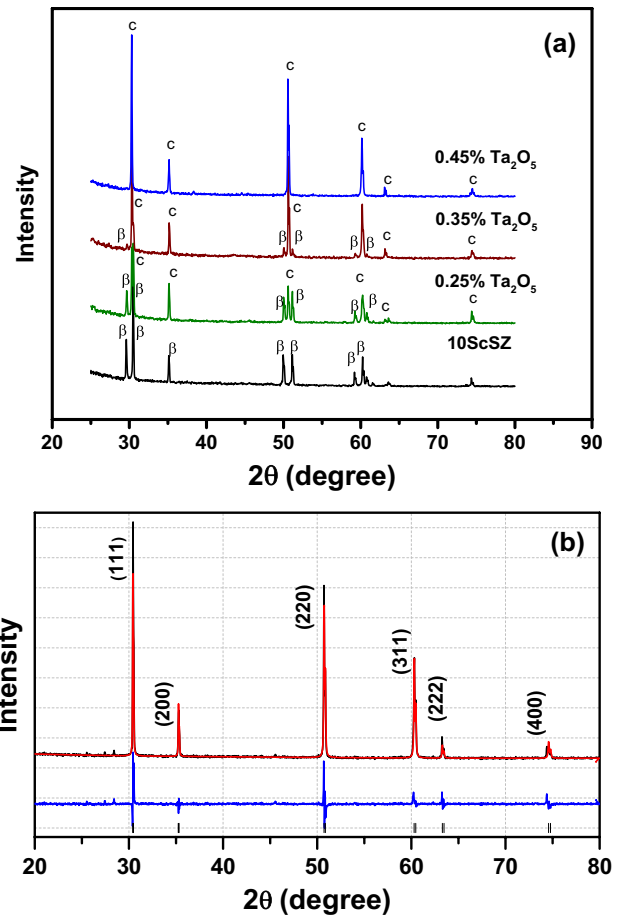 (a)
c
c
c
c
c
c
0.45% Ta₂O₅
β
c
c
β
c
β
β
c
β
c
c
0.35% Ta₂O₅
β
β
c
c
β
c
β
β
c
β
c
c
0.25% Ta₂O₅
β
β
β
β
β
β
10ScSZ
Intensity
20 30 40 50 60 70 80 90
2θ (degree)
(b)
(111)
(200)
(220)
(311)
(222)
(400)
Intensity
20 30 40 50 60 70 80
2θ (degree)